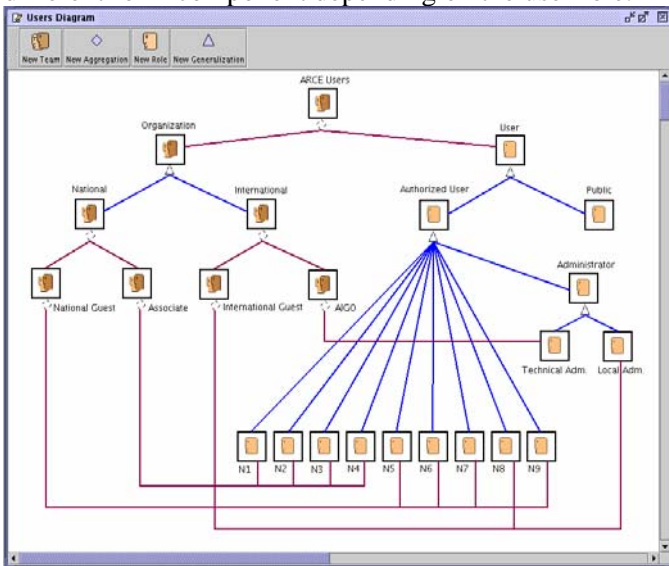 Users Diagram
New Team New Aggregation New Role New Generalization
ARCE Users
Organization User
National International Authorized User Public
Administrator
National Guest Associate International Guest AIGO
Technical Adm. Local Adm.
N1 N2 N3 N4 N5 N6 N7 N8 N9